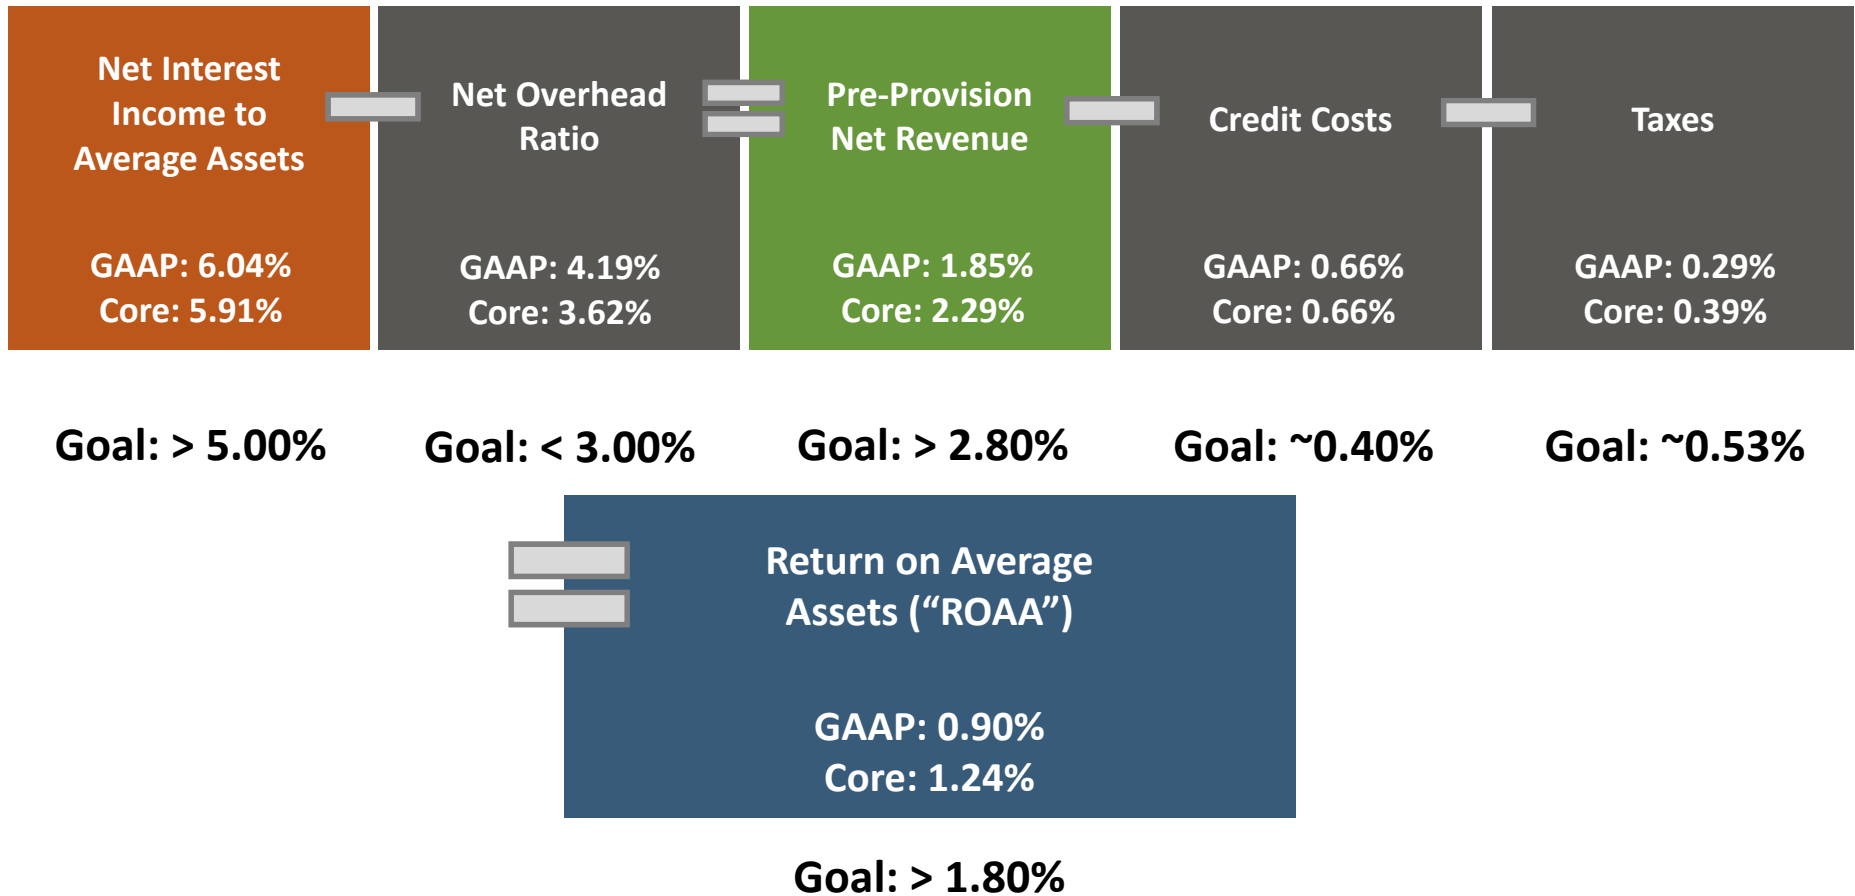 Net Interest
Income to
Average Assets
GAAP: 6.04%
Core: 5.91%
Net Overhead
Ratio
GAAP: 4.19%
Core: 3.62%
Pre-Provision
Net Revenue
GAAP: 1.85%
Core: 2.29%
Credit Costs
GAAP: 0.66%
Core: 0.66%
Taxes
GAAP: 0.29%
Core: 0.39%
Goal: > 5.00%
Goal: < 3.00%
Goal: > 2.80%
Goal: ~0.40%
Goal: ~0.53%
Return on Average
Assets (“ROAA”)
GAAP: 0.90%
Core: 1.24%
Goal: > 1.80%